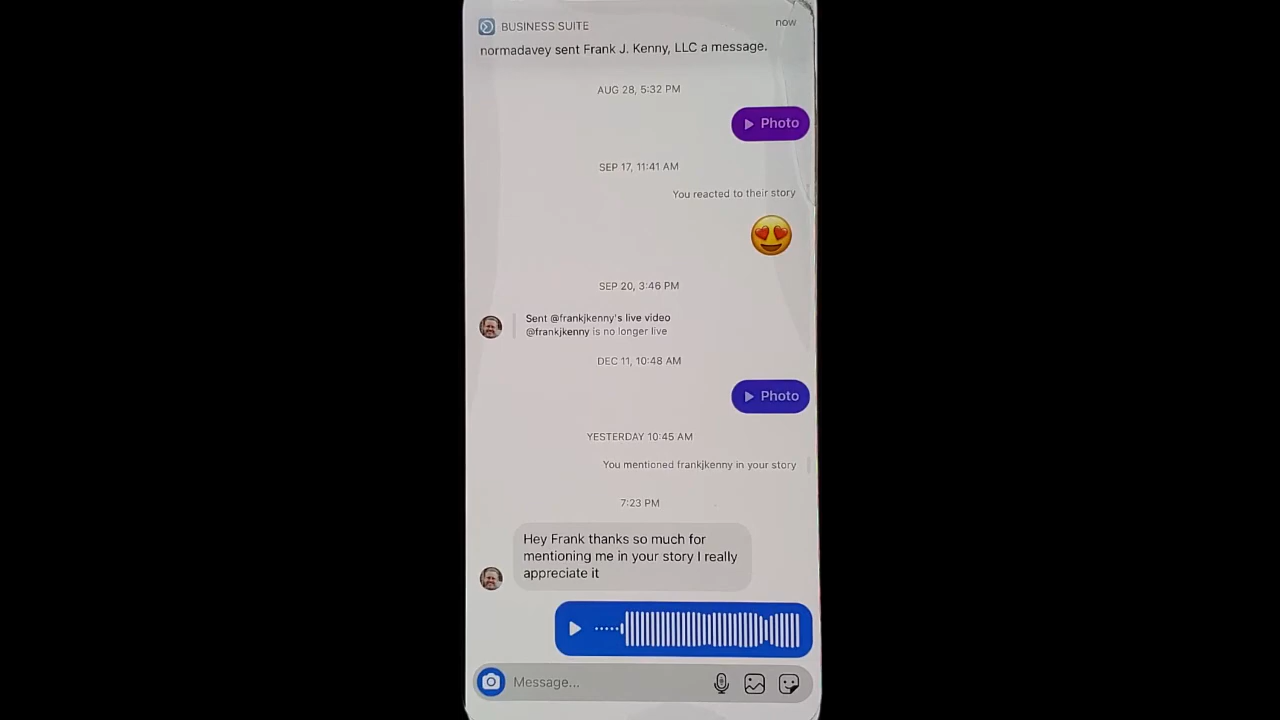 BUSINESS SUITE
now
normadavey sent Frank J. Kenny, LLC a message.
AUG 28, 5:32 PM
Photo
SEP 17, 11:41 AM
You reacted to their story
SEP 20, 3:46 PM
Sent @frankjkenny's live video
@frankjkenny is no longer live
DEC 11, 10:48 AM
Photo
YESTERDAY 10:45 AM
You mentioned frankjkenny in your story
7:23 PM
Hey Frank thanks so much for
mentioning me in your story I really
appreciate it
Message...